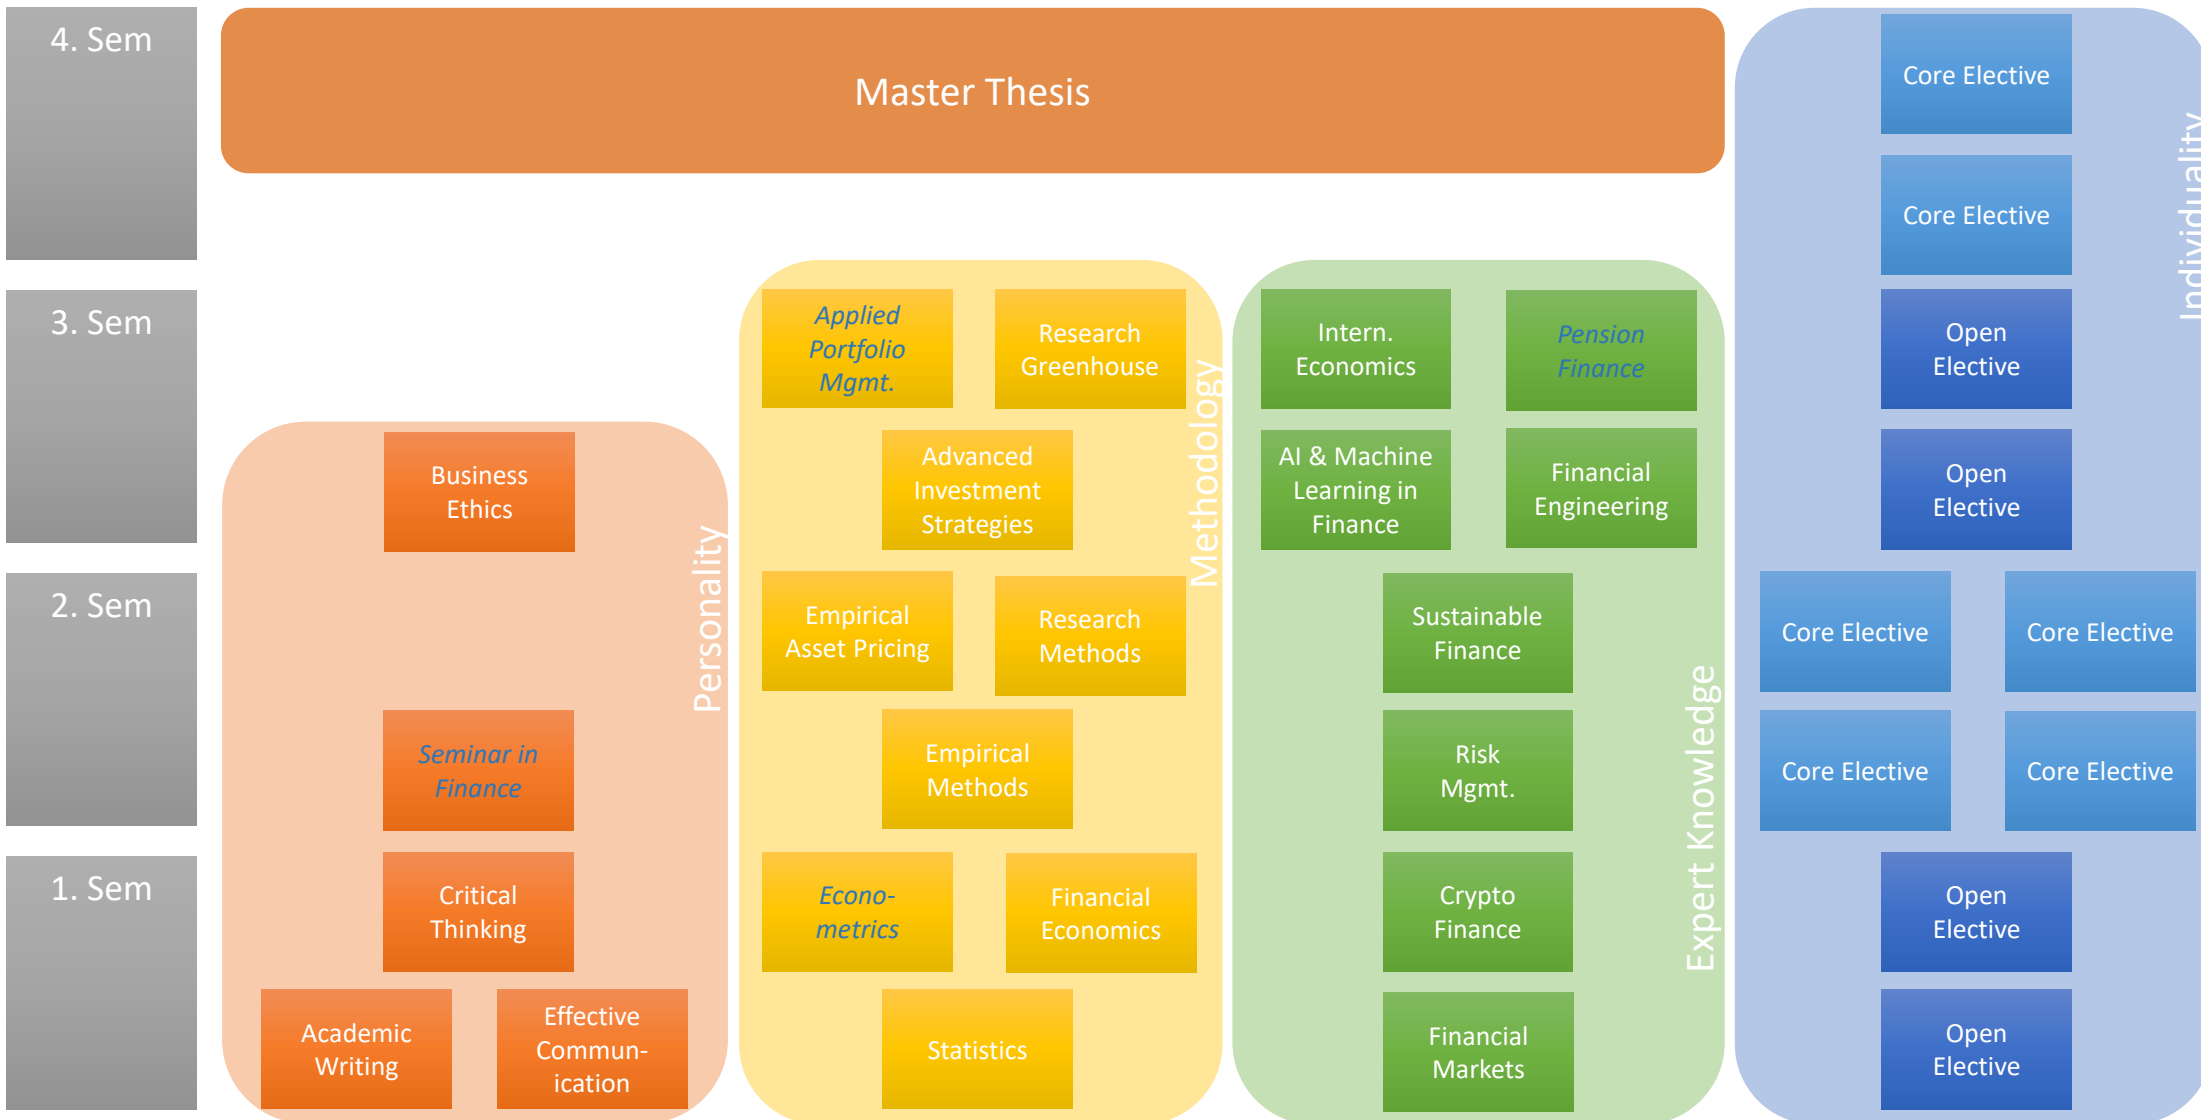 4. Sem
Master Thesis
Core Elective
Core Elective
Individuality
3. Sem
Applied
Portfolio
Mgmt.
Research
Greenhouse
Intern.
Economics
Pension
Finance
Open
Elective
Methodology
Business
Ethics
Advanced
Investment
Strategies
AI & Machine
Learning in
Finance
Financial
Engineering
Open
Elective
Personality
2. Sem
Empirical
Asset Pricing
Research
Methods
Sustainable
Finance
Core Elective
Core Elective
Expert Knowledge
Seminar in
Finance
Empirical
Methods
Risk
Mgmt.
Core Elective
Core Elective
1. Sem
Critical
Thinking
Econo-
metrics
Financial
Economics
Crypto
Finance
Open
Elective
Academic
Writing
Effective
Commun-
ication
Statistics
Financial
Markets
Open
Elective